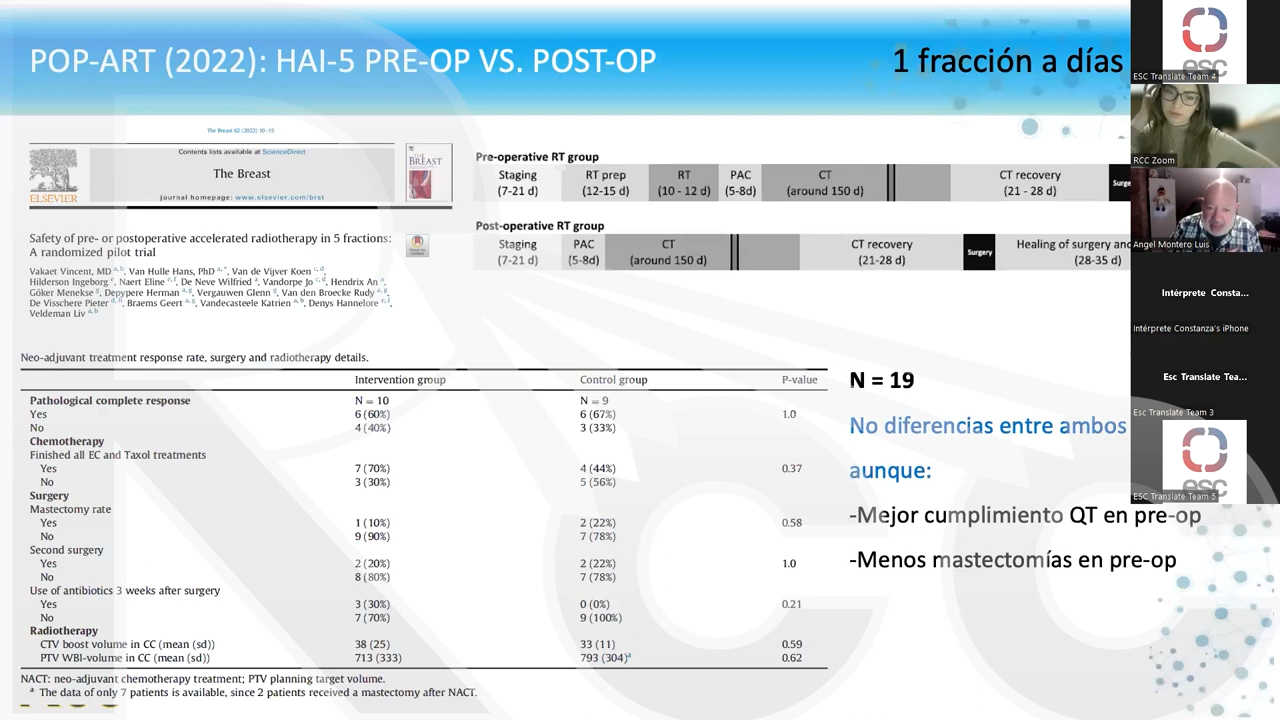 POP-ART (2022): HAI-5 PRE-OP VS. POST-OP
1 fracción a días
The Breast 62 (2022) 10–15
Contents lists available at ScienceDirect
The Breast
journal homepage: www.elsevier.com/brst
ELSEVIER
THE BREAST
Safety of pre- or postoperative accelerated radiotherapy in 5 fractions:
A randomized pilot trial
Vakaet Vincent, MD a, b, Van Hulle Hans, PhD a, *, Van de Vijver Koen c, d,
Hilderson Ingeborg e, Naert Eline e, f, De Neve Wilfried a, Vandorpe Jo c, d, Hendrix An a,
Göker Menekse g, Depypere Herman a, g, Vergauwen Glenn g, Van den Broecke Rudy a, g,
De Visschere Pieter d, h, Braems Geert a, g, Vandecasteele Katrien a, b, Denys Hannelore e, f,
Veldeman Liv a, b
Pre-operative RT group
Staging RT prep RT PAC CT CT recovery Surge
(7-21 d) (12-15 d) (10 - 12 d) (5-8d) (around 150 d) (21 - 28 d)
Post-operative RT group
Staging PAC CT CT recovery Surgery Healing of surgery and
(7-21 d) (5-8d) (around 150 d) (21-28 d) (28-35 d)
Neo-adjuvant treatment response rate, surgery and radiotherapy details.
Intervention group Control group P-value
Pathological complete response N = 10 N = 9
Yes 6 (60%) 6 (67%) 1.0
No 4 (40%) 3 (33%)
Chemotherapy
Finished all EC and Taxol treatments
Yes 7 (70%) 4 (44%) 0.37
No 3 (30%) 5 (56%)
Surgery
Mastectomy rate
Yes 1 (10%) 2 (22%) 0.58
No 9 (90%) 7 (78%)
Second surgery
Yes 2 (20%) 2 (22%) 1.0
No 8 (80%) 7 (78%)
Use of antibiotics 3 weeks after surgery
Yes 3 (30%) 0 (0%) 0.21
No 7 (70%) 9 (100%)
Radiotherapy
CTV boost volume in CC (mean (sd)) 38 (25) 33 (11) 0.59
PTV WBI-volume in CC (mean (sd)) 713 (333) 793 (304)a 0.62
NACT: neo-adjuvant chemotherapy treatment; PTV planning target volume.
a The data of only 7 patients is available, since 2 patients received a mastectomy after NACT.
N = 19
No diferencias entre ambos
aunque:
-Mejor cumplimiento QT en pre-op
-Menos mastectomías en pre-op
esc
ESC Translate Team 4
RCC Zoom
Angel Montero Luis
Intérprete Consta...
Intérprete Constanza's iPhone
Esc Translate Tea...
Esc Translate Team 3
esc
ESC Translate Team 5